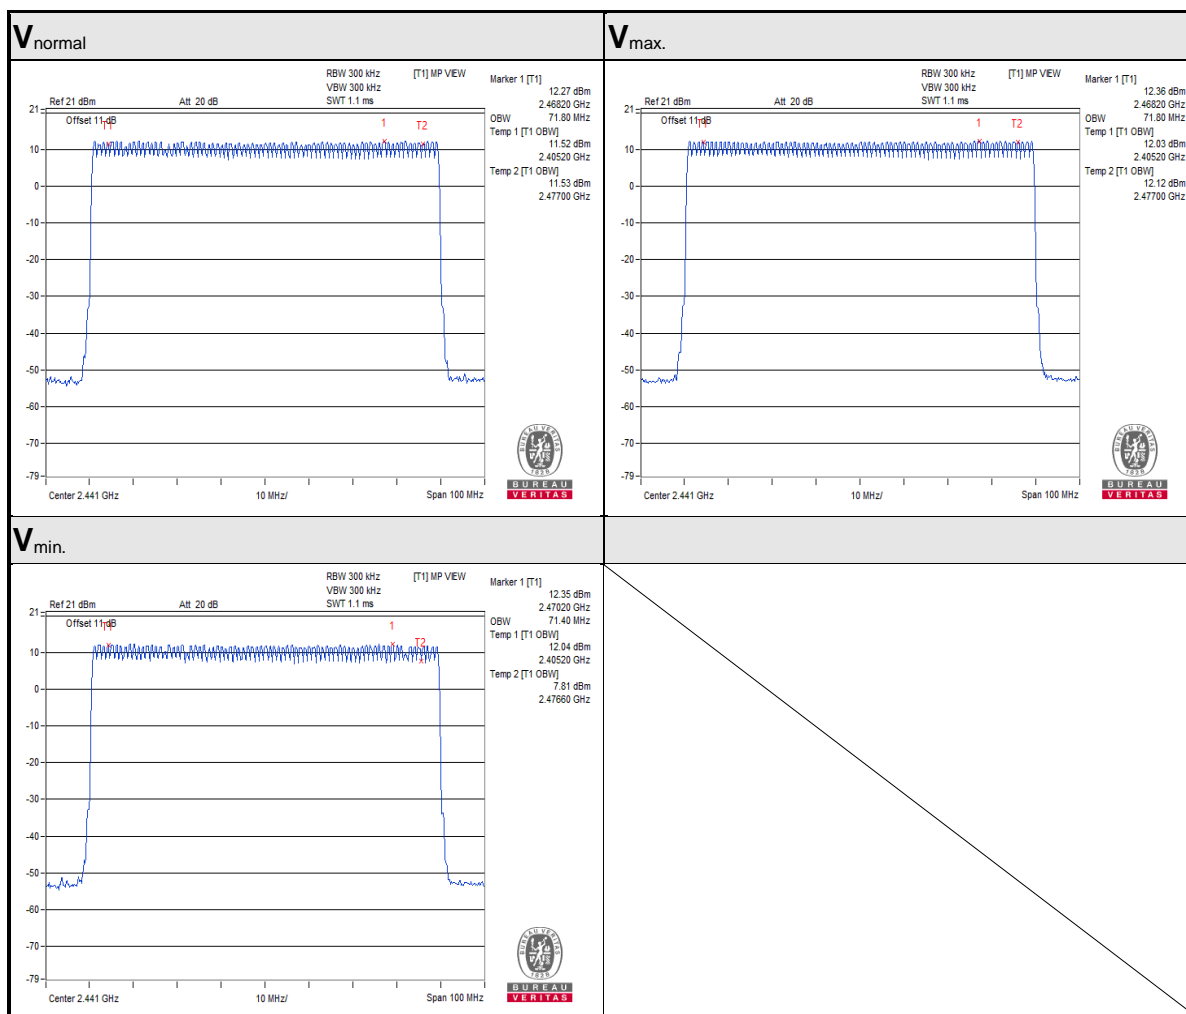 Vnormal
RBW 300 kHz [T1] MP VIEW
VBW 300 kHz
Ref 21 dBm Att 20 dB SWT 1.1 ms
Marker 1 [T1]
12.27 dBm
2.46820 GHz
OBW 71.80 MHz
Temp 1 [T1 OBW]
11.52 dBm
2.40520 GHz
Temp 2 [T1 OBW]
11.53 dBm
2.47700 GHz
Offset 11 dB
T1 1 T2
21
10
0
-10
-20
-30
-40
-50
-60
-70
-79
Center 2.441 GHz 10 MHz/ Span 100 MHz
BUREAU VERITAS
1828
BUREAU
VERITAS
Vmax.
RBW 300 kHz [T1] MP VIEW
VBW 300 kHz
Ref 21 dBm Att 20 dB SWT 1.1 ms
Marker 1 [T1]
12.36 dBm
2.46820 GHz
OBW 71.80 MHz
Temp 1 [T1 OBW]
12.03 dBm
2.40520 GHz
Temp 2 [T1 OBW]
12.12 dBm
2.47700 GHz
Offset 11 dB
T1 1 T2
21
10
0
-10
-20
-30
-40
-50
-60
-70
-79
Center 2.441 GHz 10 MHz/ Span 100 MHz
BUREAU VERITAS
1828
BUREAU
VERITAS
Vmin.
RBW 300 kHz [T1] MP VIEW
VBW 300 kHz
Ref 21 dBm Att 20 dB SWT 1.1 ms
Marker 1 [T1]
12.35 dBm
2.47020 GHz
OBW 71.40 MHz
Temp 1 [T1 OBW]
12.04 dBm
2.40520 GHz
Temp 2 [T1 OBW]
7.81 dBm
2.47660 GHz
Offset 11 dB
T1 1 T2
21
10
0
-10
-20
-30
-40
-50
-60
-70
-79
Center 2.441 GHz 10 MHz/ Span 100 MHz
BUREAU VERITAS
1828
BUREAU
VERITAS